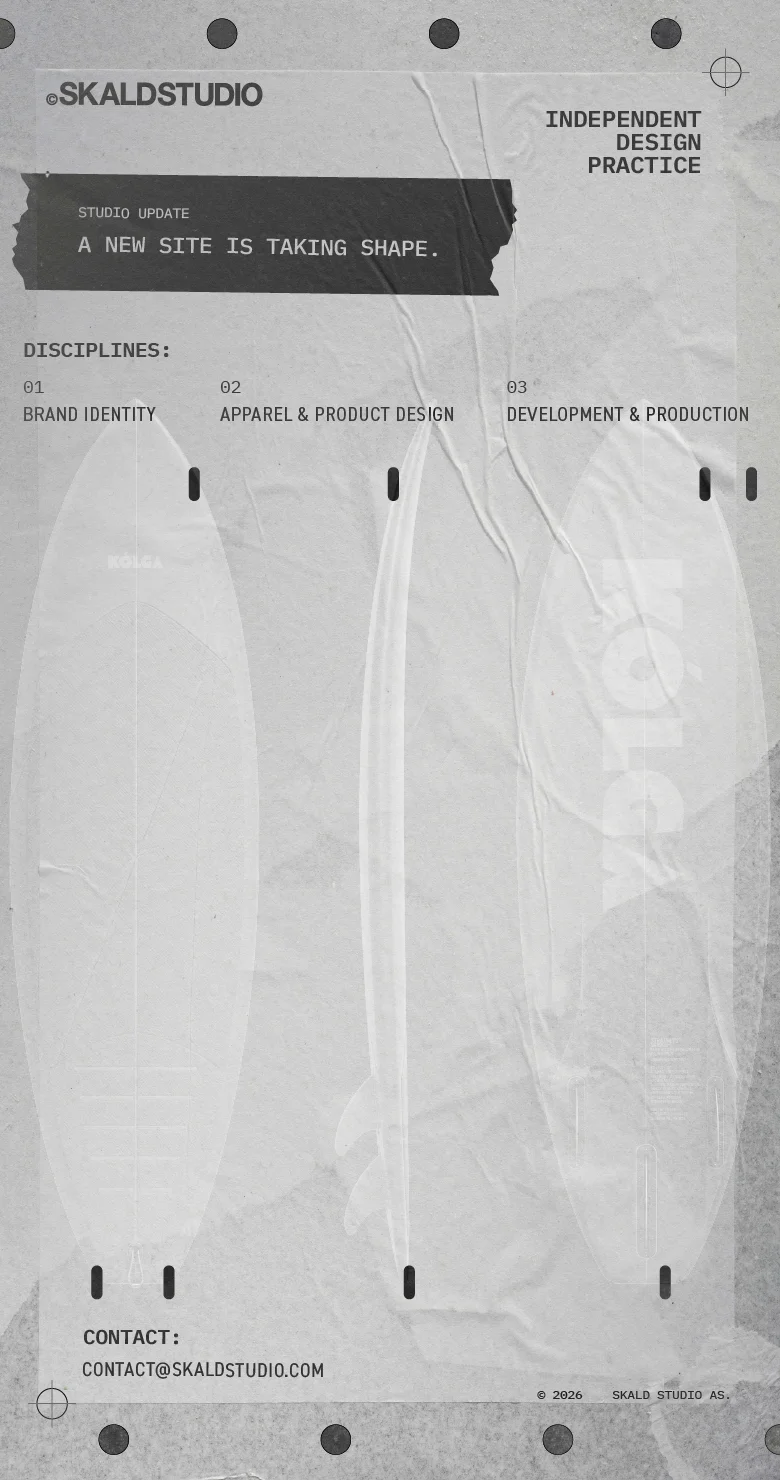 ©SKALDSTUDIO
INDEPENDENT
DESIGN
PRACTICE
STUDIO UPDATE
A NEW SITE IS TAKING SHAPE.
DISCIPLINES:
01
BRAND IDENTITY
02
APPAREL & PRODUCT DESIGN
03
DEVELOPMENT & PRODUCTION
KÓLGA
KÓLGA
CONTACT:
CONTACT@SKALDSTUDIO.COM
© 2026 SKALD STUDIO AS.